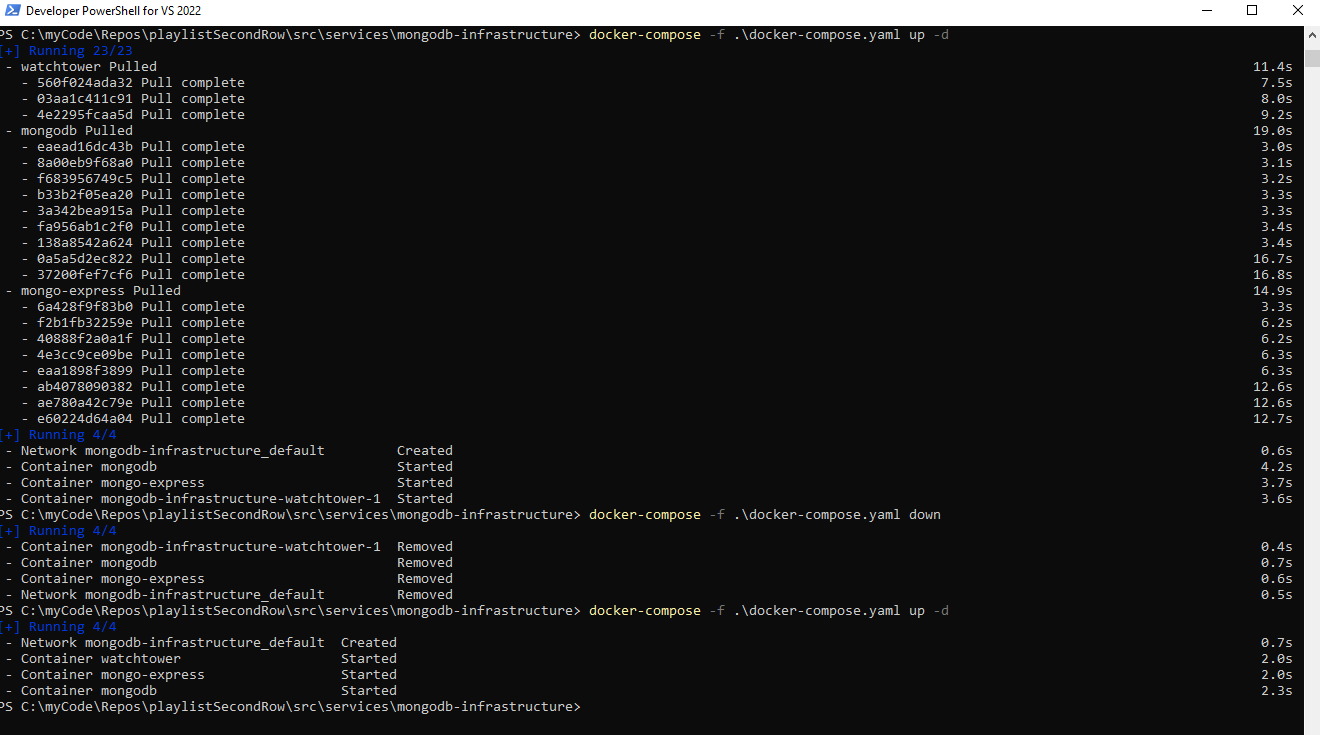 Developer PowerShell for VS 2022
PS C:\myCode\Repos\playlistSecondRow\src\services\mongodb-infrastructure> docker-compose -f .\docker-compose.yaml up -d
[+] Running 23/23
- watchtower Pulled 11.4s
- 560f024ada32 Pull complete 7.5s
- 03aa1c411c91 Pull complete 8.0s
- 4e2295fcaa5d Pull complete 9.2s
- mongodb Pulled 19.0s
- eaead16dc43b Pull complete 3.0s
- 8a00eb9f68a0 Pull complete 3.1s
- f683956749c5 Pull complete 3.2s
- b33b2f05ea20 Pull complete 3.3s
- 3a342bea915a Pull complete 3.3s
- fa956ab1c2f0 Pull complete 3.4s
- 138a8542a624 Pull complete 3.4s
- 0a5a5d2ec822 Pull complete 16.7s
- 37200fef7cf6 Pull complete 16.8s
- mongo-express Pulled 14.9s
- 6a428f9f83b0 Pull complete 3.3s
- f2b1fb32259e Pull complete 6.2s
- 40888f2a0a1f Pull complete 6.2s
- 4e3cc9ce09be Pull complete 6.3s
- eaa1898f3899 Pull complete 6.3s
- ab4078090382 Pull complete 12.6s
- ae780a42c79e Pull complete 12.6s
- e60224d64a04 Pull complete 12.7s
[+] Running 4/4
- Network mongodb-infrastructure_default Created 0.6s
- Container mongodb Started 4.2s
- Container mongo-express Started 3.7s
- Container mongodb-infrastructure-watchtower-1 Started 3.6s
PS C:\myCode\Repos\playlistSecondRow\src\services\mongodb-infrastructure> docker-compose -f .\docker-compose.yaml down
[+] Running 4/4
- Container mongodb-infrastructure-watchtower-1 Removed 0.4s
- Container mongodb Removed 0.7s
- Container mongo-express Removed 0.6s
- Network mongodb-infrastructure_default Removed 0.5s
PS C:\myCode\Repos\playlistSecondRow\src\services\mongodb-infrastructure> docker-compose -f .\docker-compose.yaml up -d
[+] Running 4/4
- Network mongodb-infrastructure_default Created 0.7s
- Container watchtower Started 2.0s
- Container mongo-express Started 2.0s
- Container mongodb Started 2.3s
PS C:\myCode\Repos\playlistSecondRow\src\services\mongodb-infrastructure>